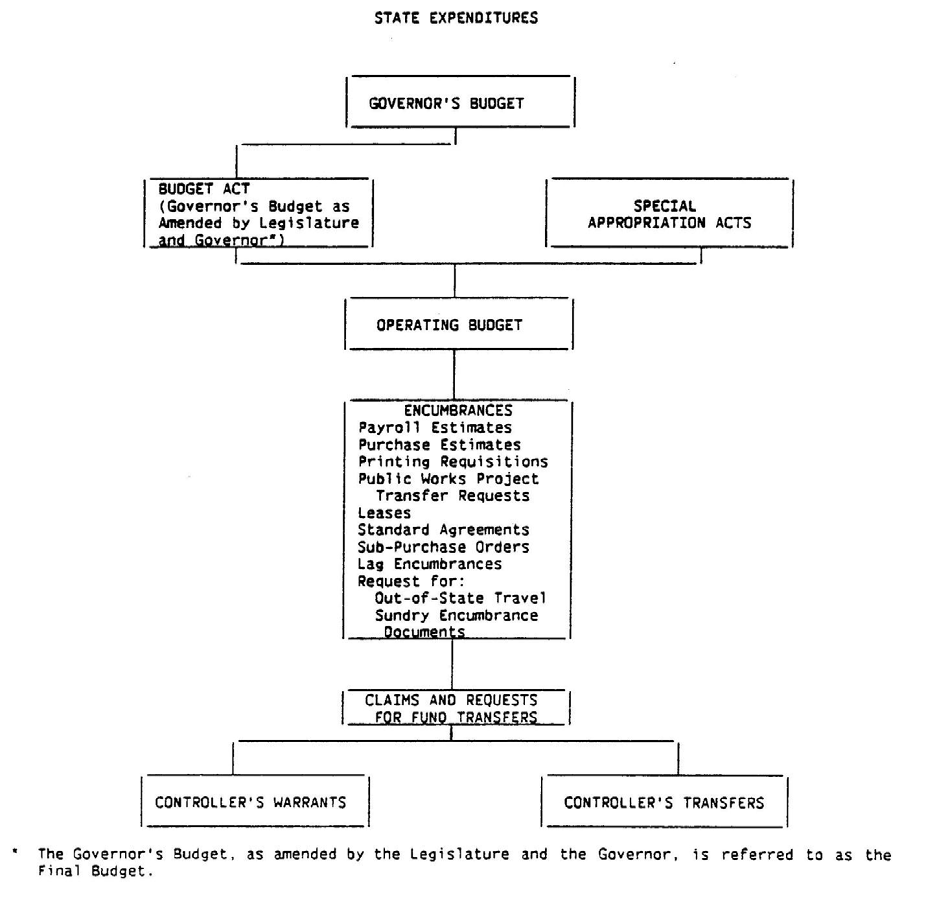 STATE EXPENDITURES
GOVERNOR'S BUDGET
BUDGET ACT
(Governor's Budget as
Amended by Legislature
and Governor*)
SPECIAL
APPROPRIATION ACTS
OPERATING BUDGET
ENCUMBRANCES
Payroll Estimates
Purchase Estimates
Printing Requisitions
Public Works Project
Transfer Requests
Leases
Standard Agreements
Sub-Purchase Orders
Lag Encumbrances
Request for:
Out-of-State Travel
Sundry Encumbrance
Documents
CLAIMS AND REQUESTS
FOR FUND TRANSFERS
CONTROLLER'S WARRANTS
CONTROLLER'S TRANSFERS
* The Governor's Budget, as amended by the Legislature and the Governor, is referred to as the
Final Budget.